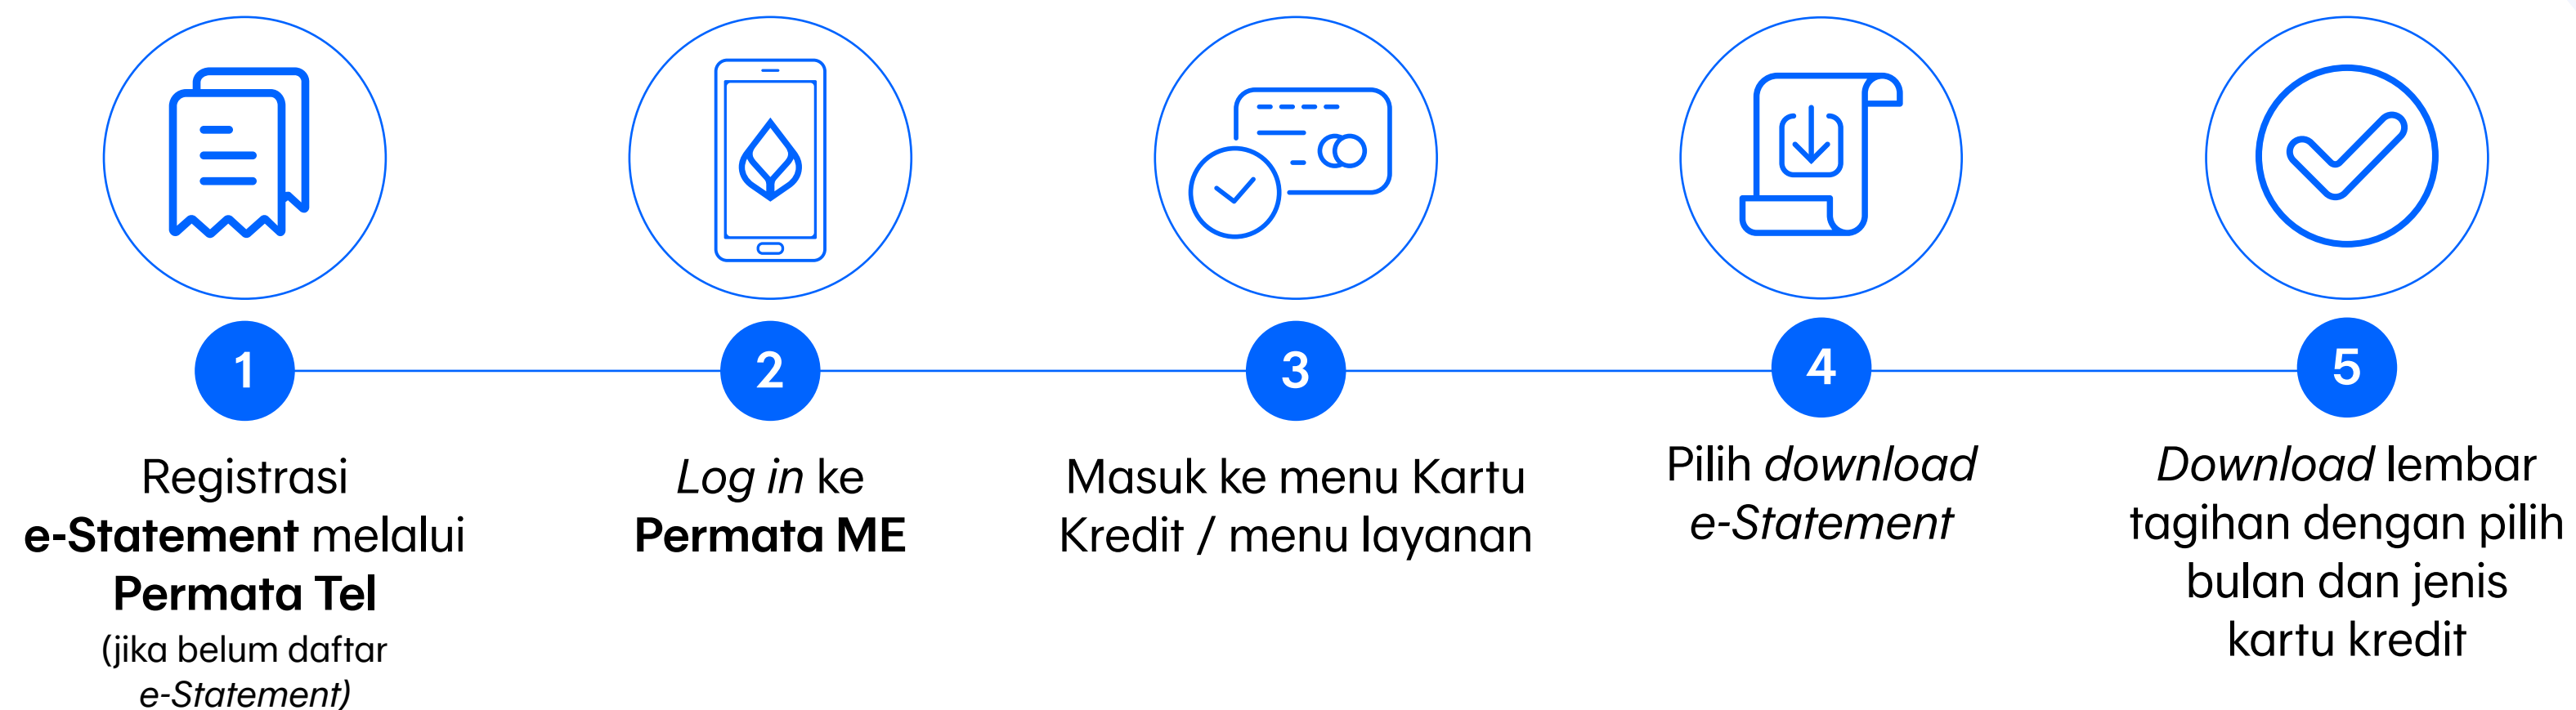 1
Registrasi
e-Statement melalui
Permata Tel
(jika belum daftar
e-Statement)
2
Log in ke
Permata ME
3
Masuk ke menu Kartu
Kredit / menu layanan
4
Pilih download
e-Statement
5
Download lembar
tagihan dengan pilih
bulan dan jenis
kartu kredit